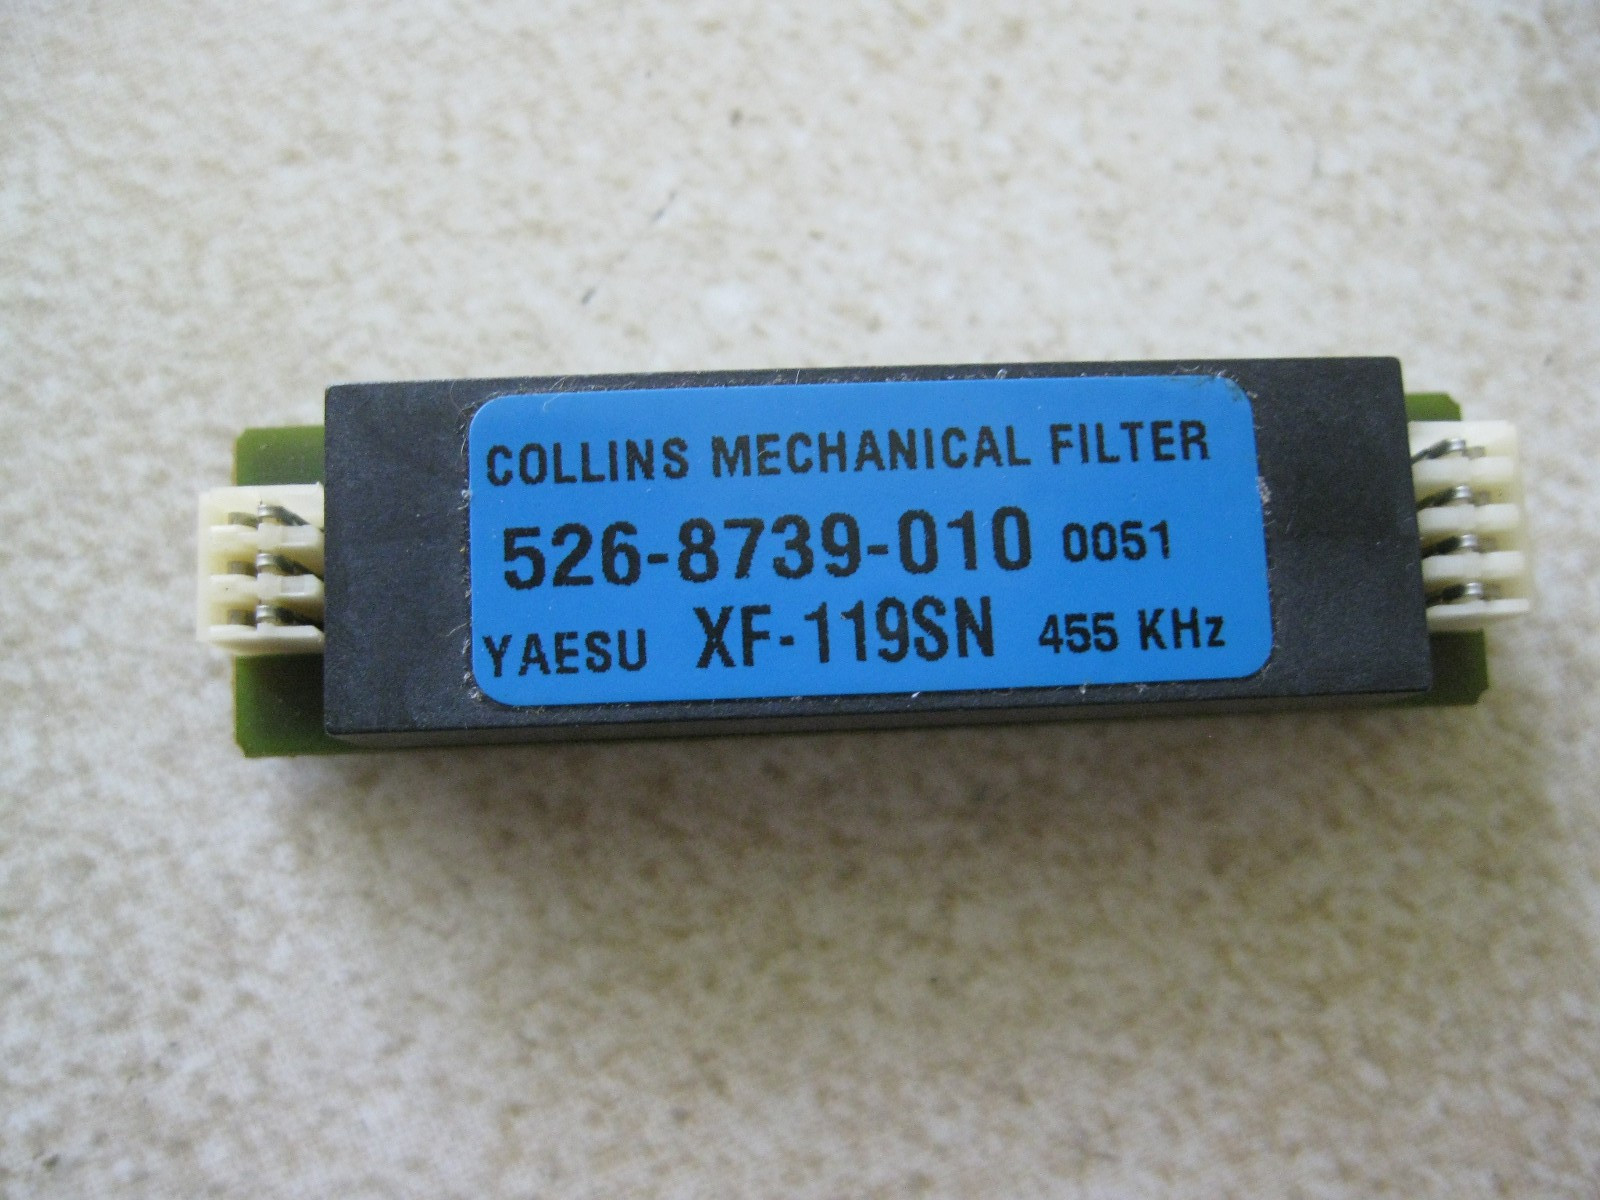 COLLINS MECHANICAL FILTER
526-8739-010 0051
YAESU XF-119SN 455 KHz